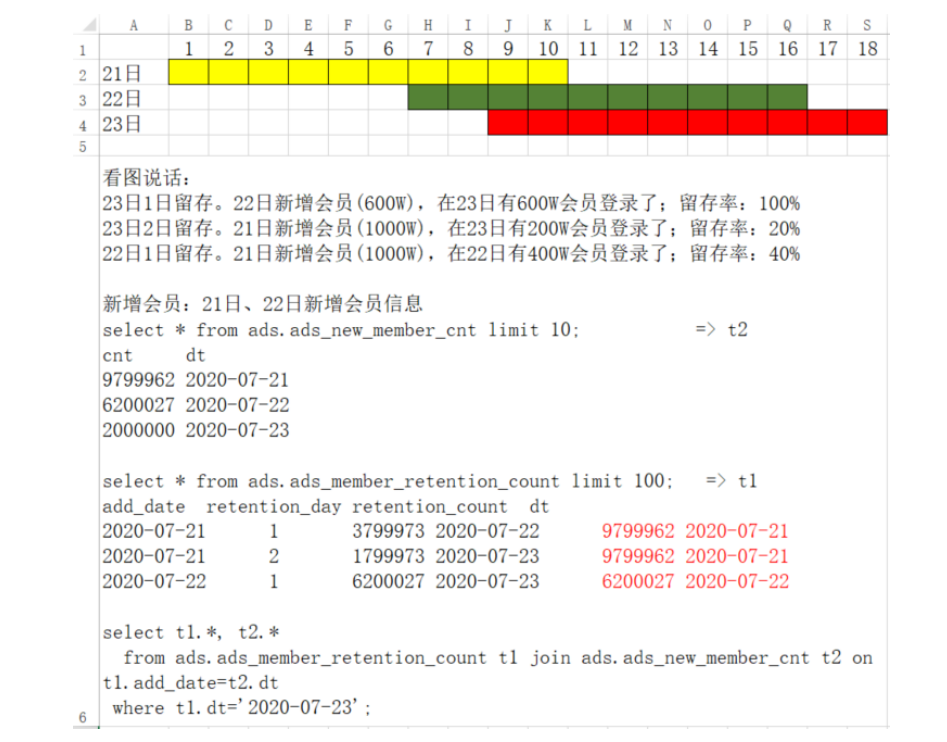 A B C D E F G H I J K L M N O P Q R S
1 1 2 3 4 5 6 7 8 9 10 11 12 13 14 15 16 17 18
2 21日
3 22日
4 23日
5
看图说话：
23日1日留存。22日新增会员(600W)，在23日有600W会员登录了；留存率：100%
23日2日留存。21日新增会员(1000W)，在23日有200W会员登录了；留存率：20%
22日1日留存。21日新增会员(1000W)，在22日有400W会员登录了；留存率：40%
新增会员：21日、22日新增会员信息
select * from ads.ads_new_member_cnt limit 10; => t2
cnt dt
9799962 2020-07-21
6200027 2020-07-22
2000000 2020-07-23
select * from ads.ads_member_retention_count limit 100; => t1
add_date retention_day retention_count dt
2020-07-21 1 3799973 2020-07-22 9799962 2020-07-21
2020-07-21 2 1799973 2020-07-23 9799962 2020-07-21
2020-07-22 1 6200027 2020-07-23 6200027 2020-07-22
select t1.*, t2.*
from ads.ads_member_retention_count t1 join ads.ads_new_member_cnt t2 on
t1.add_date=t2.dt
where t1.dt='2020-07-23';
6